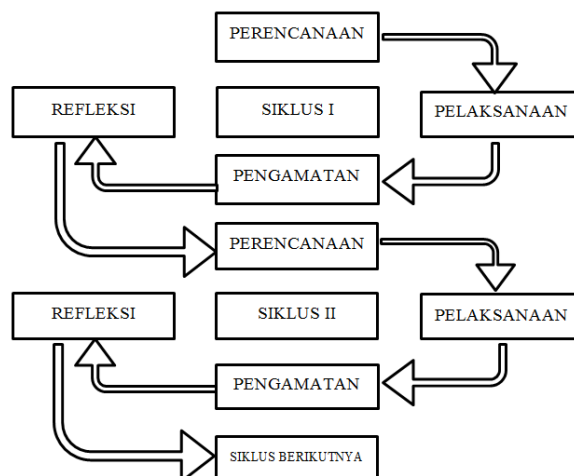 PERENCANAAN
REFLEKSI
SIKLUS I
PELAKSANAAN
PENGAMATAN
PERENCANAAN
REFLEKSI
SIKLUS II
PELAKSANAAN
PENGAMATAN
SIKLUS BERIKUTNYA